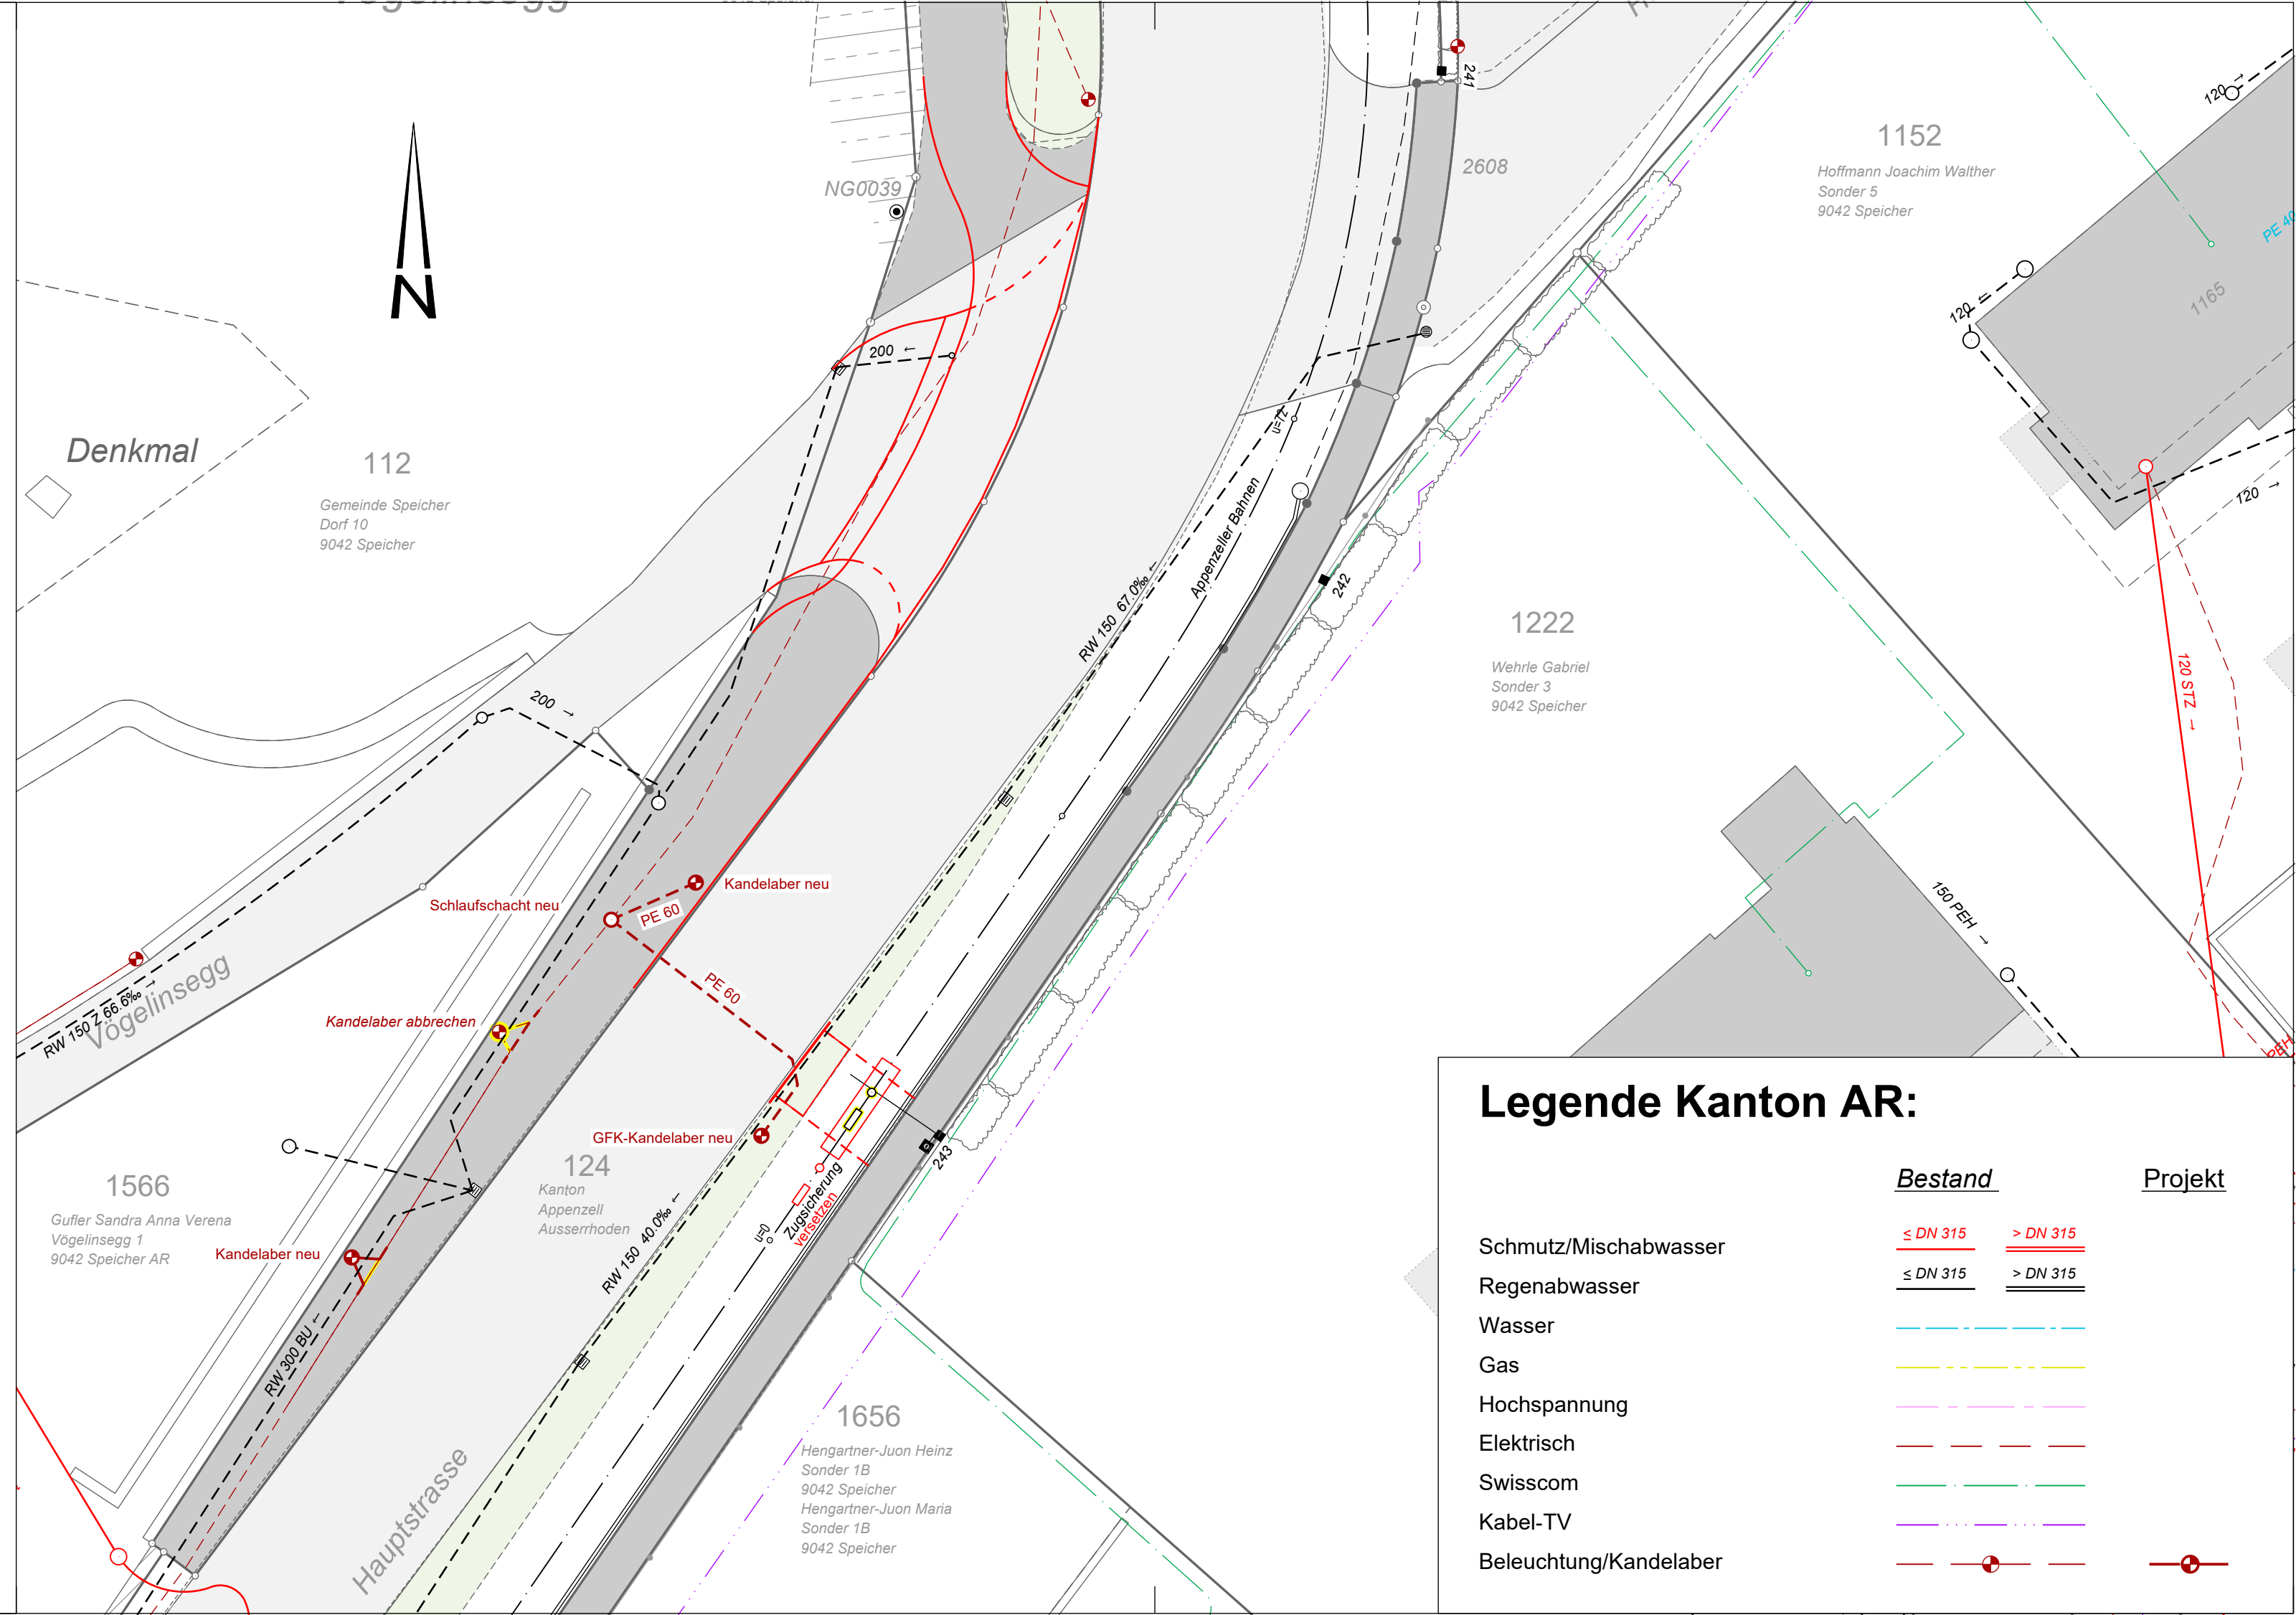 Vögelinsegg
241
NG0039
2608
1152
Hoffmann Joachim Walther
Sonder 5
9042 Speicher
120 →
PE 40
1165
120 ←
120 →
N
Denkmal
112
Gemeinde Speicher
Dorf 10
9042 Speicher
200 ←
u=72
Appenzeller Bahnen
RW 150 67.0‰ ←
242
1222
Wehrle Gabriel
Sonder 3
9042 Speicher
120 STZ →
200 →
Kandelaber neu
Schlaufschacht neu
PE 60
PE 60
150 PEH →
Vögelinsegg
RW 150 Z 66.6‰ →
Kandelaber abbrechen
PEH
GFK-Kandelaber neu
243
124
Kanton
Appenzell
Ausserrhoden
1566
Gufler Sandra Anna Verena
Vögelinsegg 1
9042 Speicher AR
Kandelaber neu
Zugsicherung
versetzen
u=0
RW 150 40.0‰ ←
RW 300 BU ←
Hauptstrasse
1656
Hengartner-Juon Heinz
Sonder 1B
9042 Speicher
Hengartner-Juon Maria
Sonder 1B
9042 Speicher
Legende Kanton AR:
Bestand Projekt
≤ DN 315 > DN 315
Schmutz/Mischabwasser
≤ DN 315 > DN 315
Regenabwasser
Wasser
Gas
Hochspannung
Elektrisch
Swisscom
Kabel-TV
Beleuchtung/Kandelaber